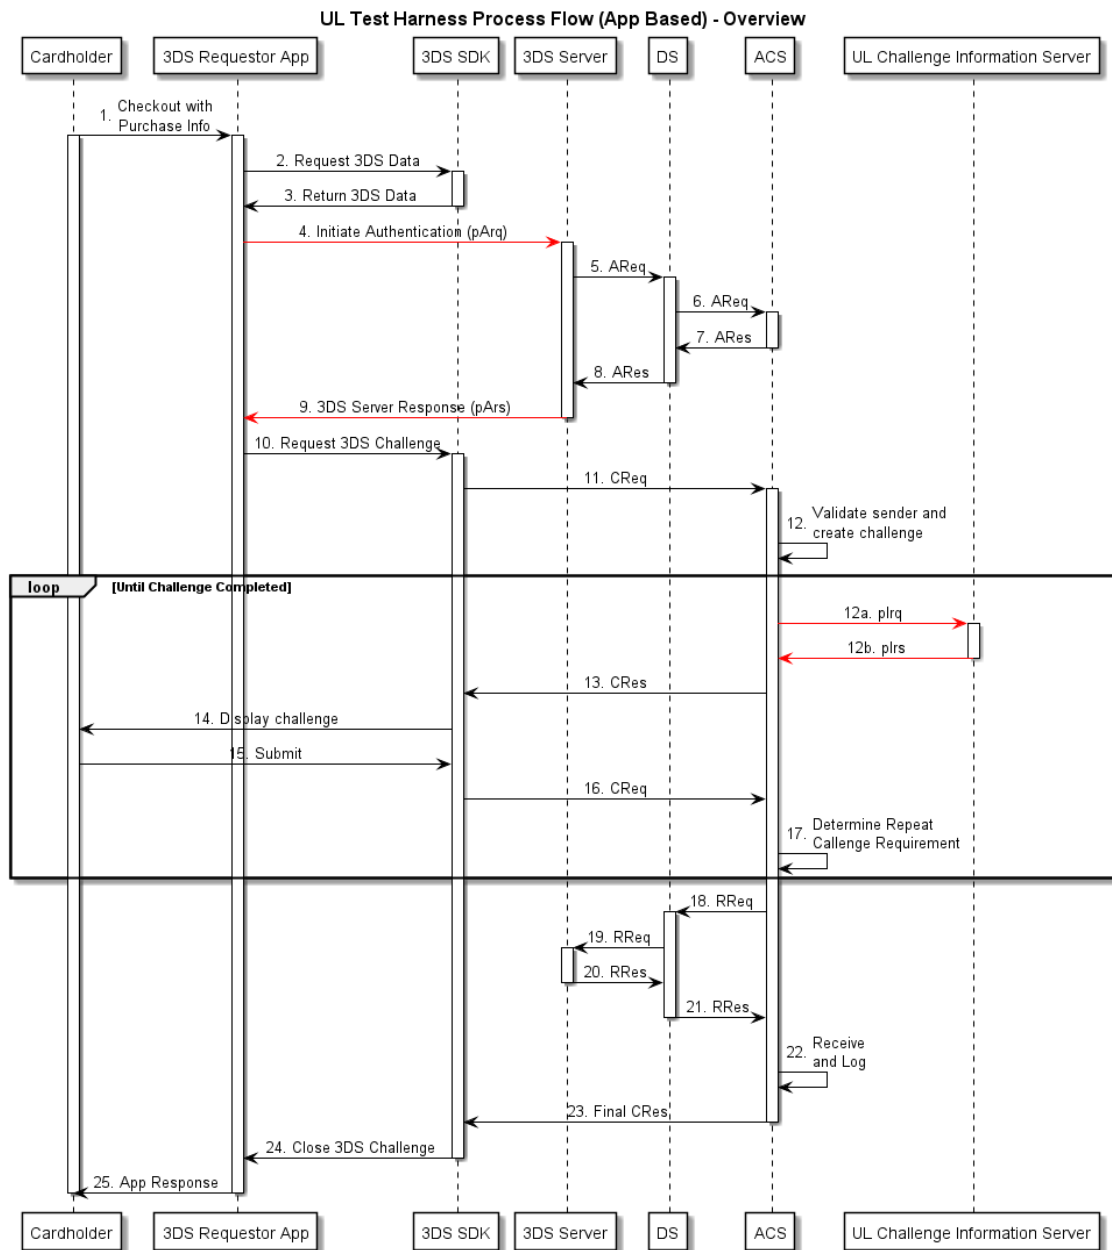 UL Test Harness Process Flow (App Based) - Overview
Cardholder
3DS Requestor App
3DS SDK
3DS Server
DS
ACS
UL Challenge Information Server
1. Checkout with
Purchase Info
2. Request 3DS Data
3. Return 3DS Data
4. Initiate Authentication (pArq)
5. AReq
6. AReq
7. ARes
8. ARes
9. 3DS Server Response (pArs)
10. Request 3DS Challenge
11. CReq
12. Validate sender and
create challenge
loop [Until Challenge Completed]
12a. pIrq
12b. pIrs
13. CRes
14. Display challenge
15. Submit
16. CReq
17. Determine Repeat
Callenge Requirement
18. RReq
19. RReq
20. RRes
21. RRes
22. Receive
and Log
23. Final CRes
24. Close 3DS Challenge
25. App Response
Cardholder
3DS Requestor App
3DS SDK
3DS Server
DS
ACS
UL Challenge Information Server